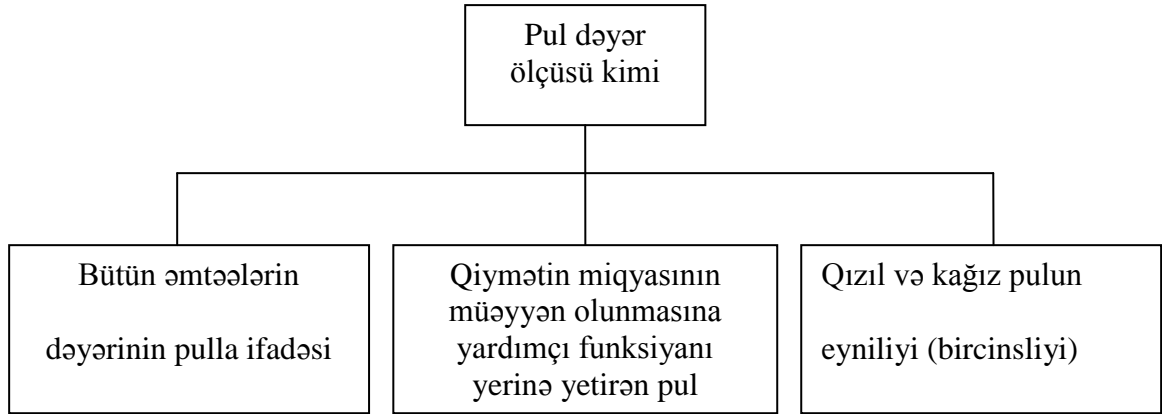 Pul dəyər
ölçüsü kimi
Bütün əmtəələrin
dəyərinin pulla ifadəsi
Qiymətin miqyasının
müəyyən olunmasına
yardımçı funksiyanı
yerinə yetirən pul
Qızıl və kağız pulun
eyniliyi (bircinsliyi)